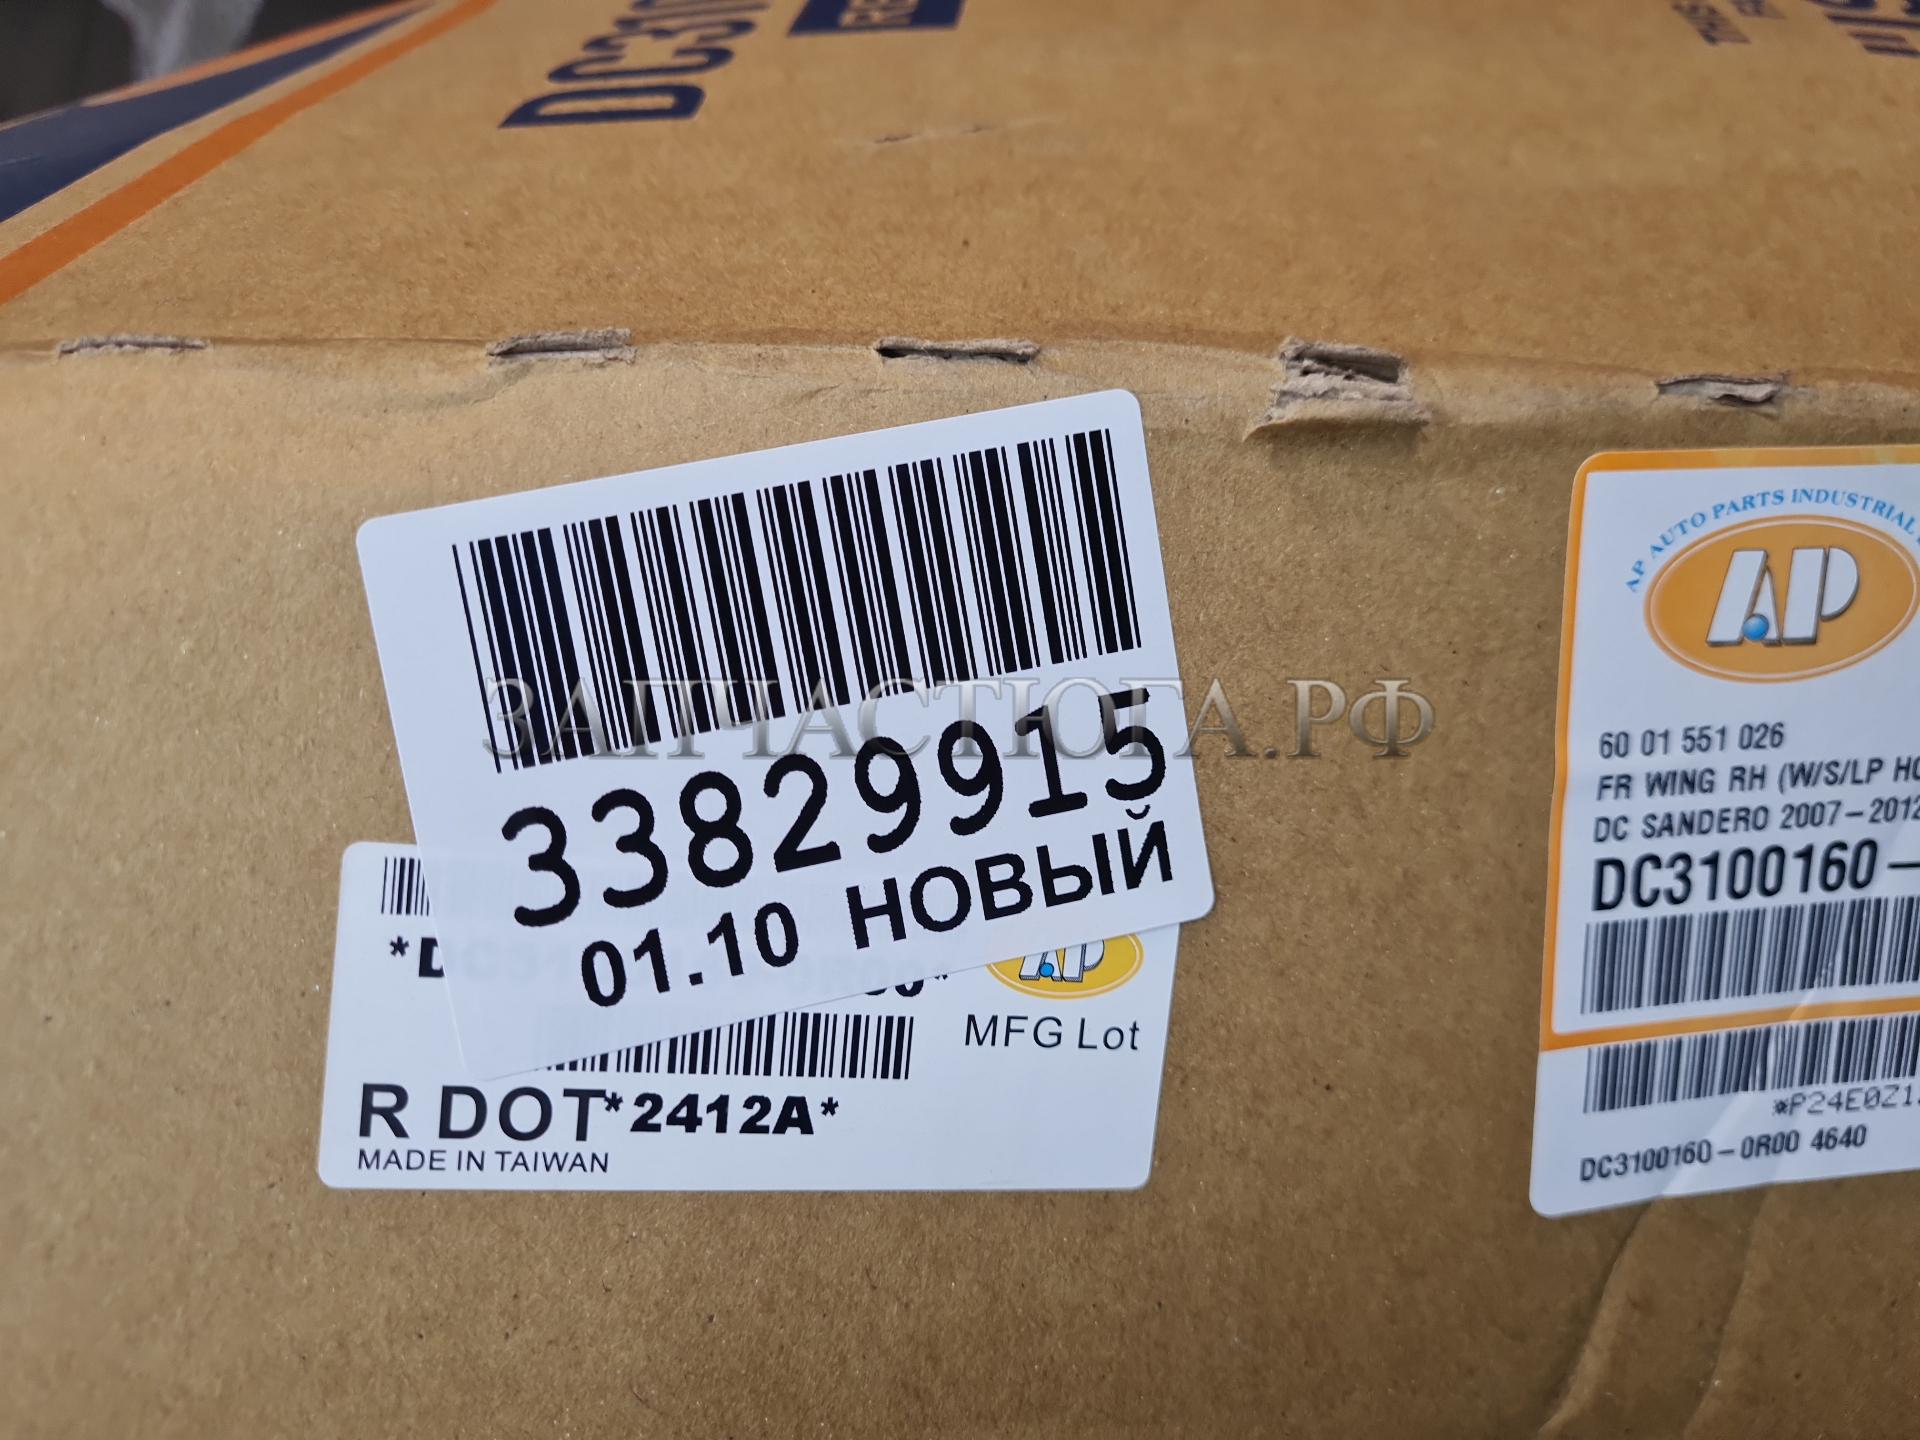 DC310
THIS
ЗАПЧАСТЮГА.РФ
33829915
01.10 НОВЫЙ
MFG Lot
R DOT*2412A*
MADE IN TAIWAN
AP AUTO PARTS INDUSTRIAL
AP
60 01 551 026
FR WING RH (W/S/LP
DC SANDERO 2007-2012
DC3100160-
*P24E0Z1
DC3100160-0R00 4640